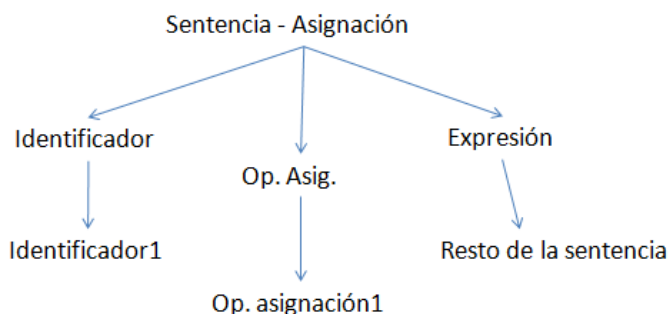 Sentencia - Asignación
Identificador
Expresión
Op. Asig.
Identificador1
Resto de la sentencia
Op. asignación1